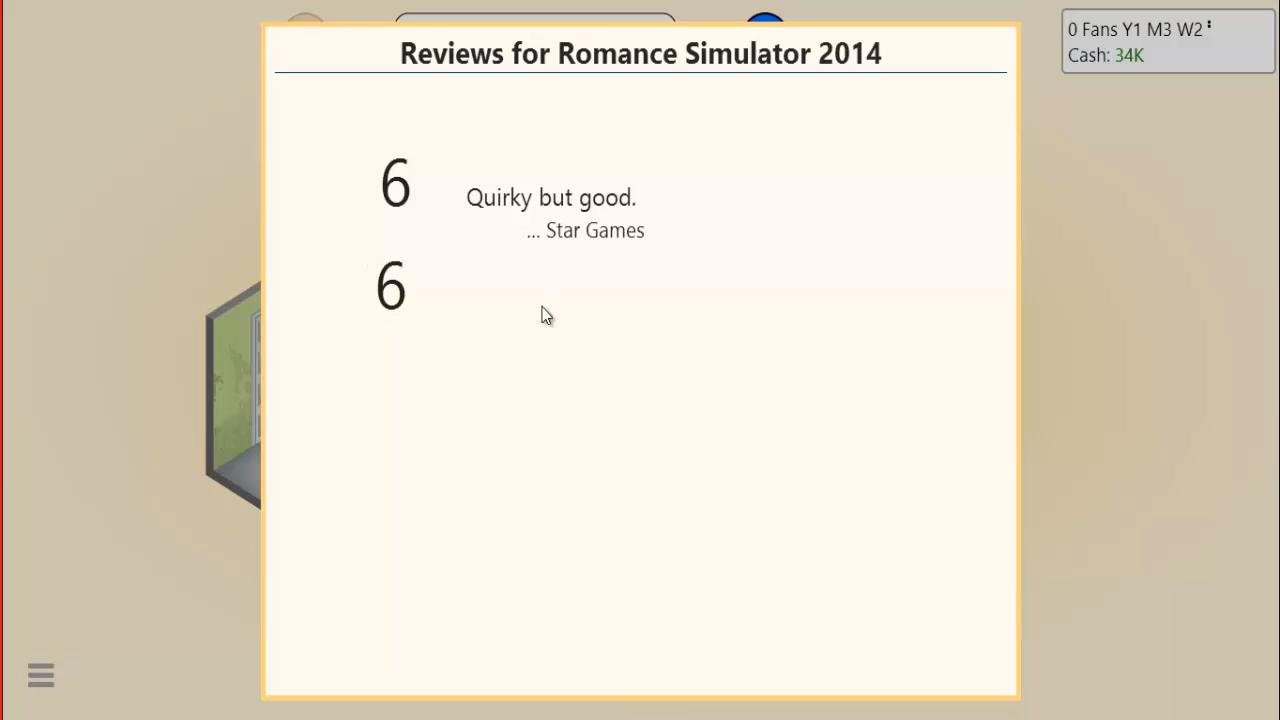 0 Fans Y1 M3 W2
Cash: 34K
Reviews for Romance Simulator 2014
6
Quirky but good.
... Star Games
6